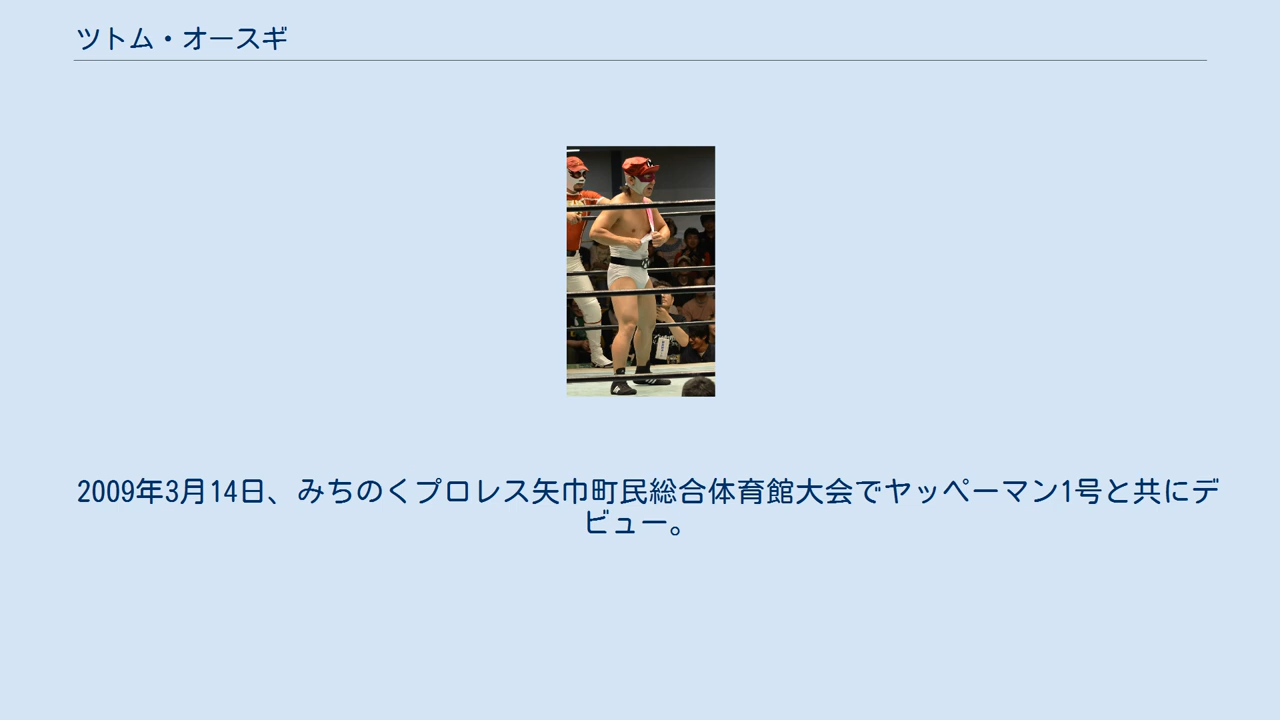 ツトム・オースギ
2009年3月14日、みちのくプロレス矢巾町民総合体育館大会でヤッペーマン1号と共にデ
ビュー。